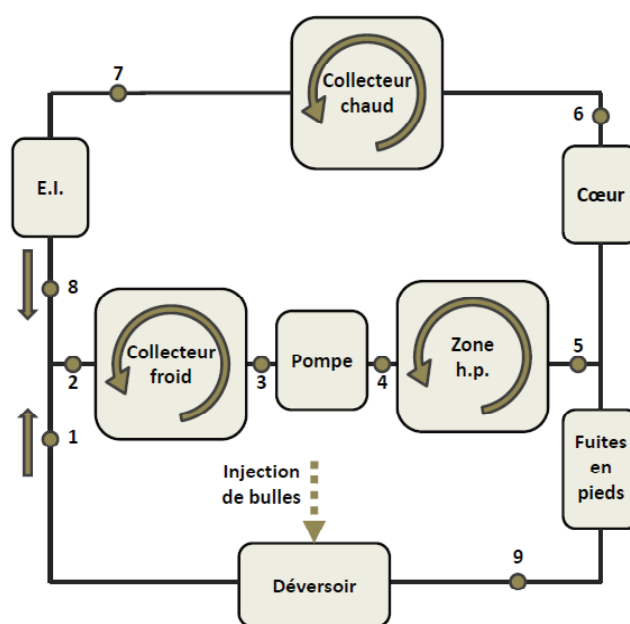 7
Collecteur
chaud
6
E.I.
Cœur
8
Collecteur
froid
Pompe
Zone
h.p.
5
2
3
4
1
Fuites
en
pieds
Injection
de bulles
9
Déversoir